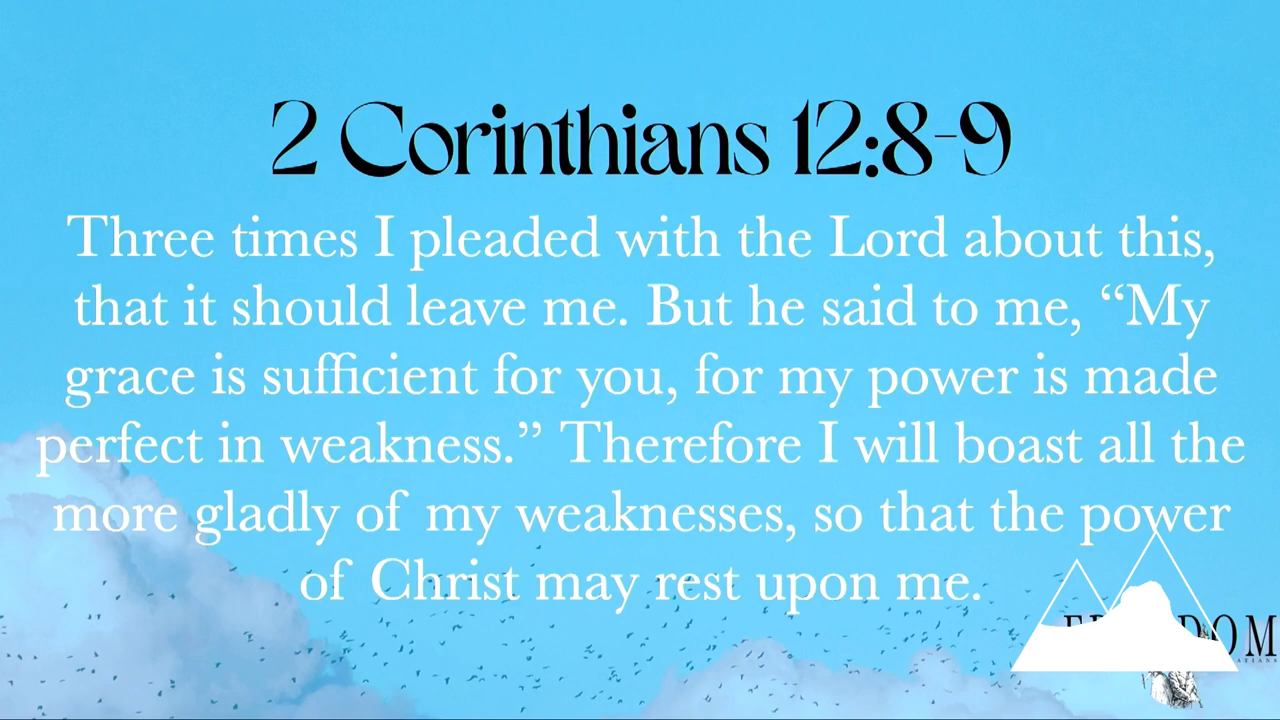 2 Corinthians 12:8-9
Three times I pleaded with the Lord about this,
that it should leave me. But he said to me, “My
grace is sufficient for you, for my power is made
perfect in weakness.” Therefore I will boast all the
more gladly of my weaknesses, so that the power
of Christ may rest upon me.